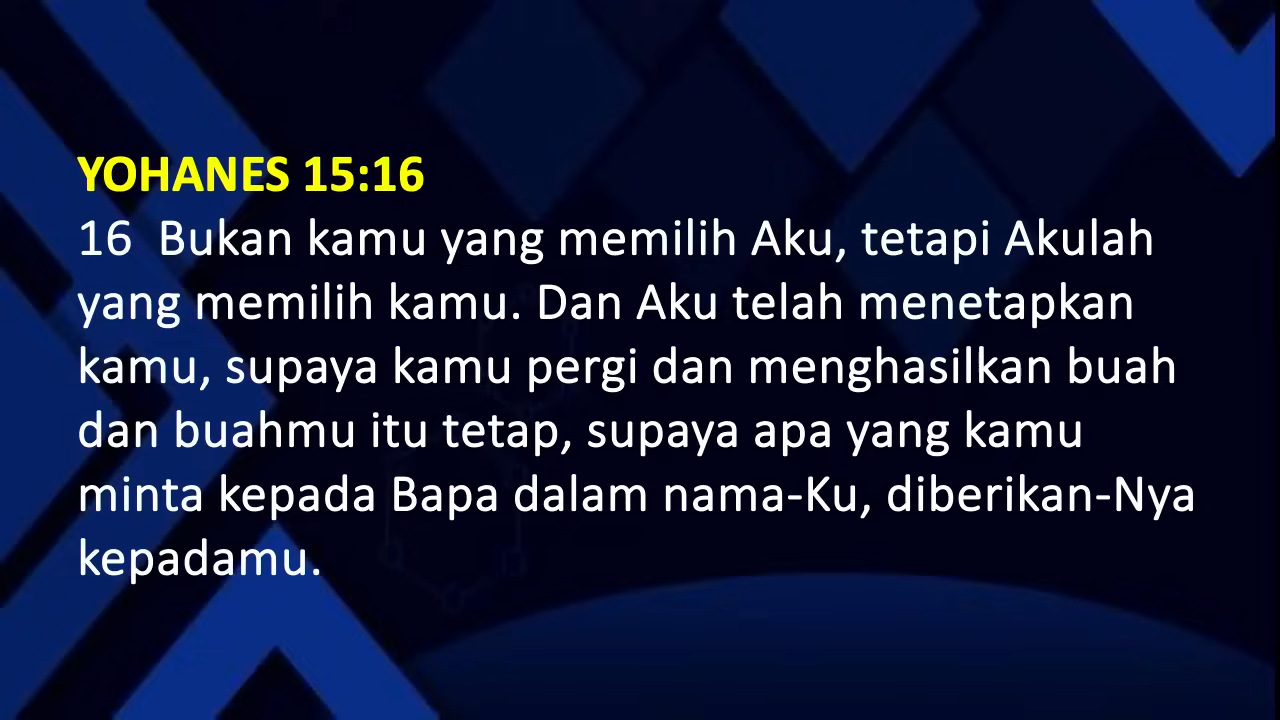 YOHANES 15:16
16  Bukan kamu yang memilih Aku, tetapi Akulah
yang memilih kamu. Dan Aku telah menetapkan
kamu, supaya kamu pergi dan menghasilkan buah
dan buahmu itu tetap, supaya apa yang kamu
minta kepada Bapa dalam nama-Ku, diberikan-Nya
kepadamu.